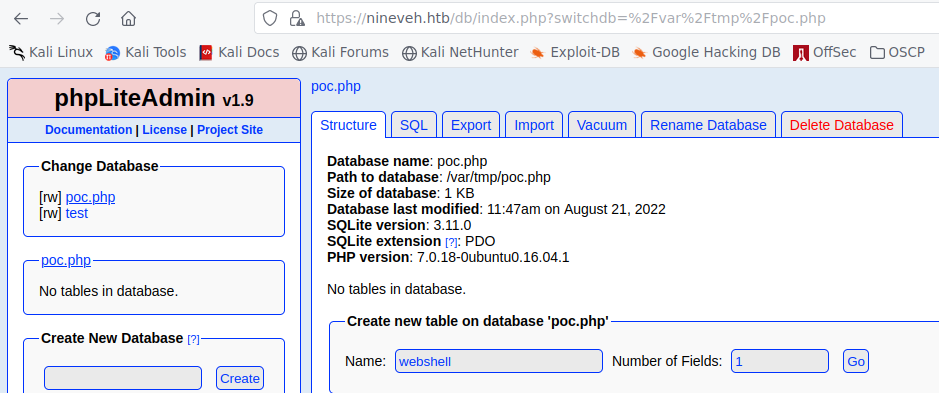 https://nineveh.htb/db/index.php?switchdb=%2Fvar%2Ftmp%2Fpoc.php
Kali Linux Kali Tools Kali Docs Kali Forums Kali NetHunter Exploit-DB Google Hacking DB OffSec OSCP
phpLiteAdmin v1.9
Documentation | License | Project Site
Change Database
[rw] poc.php
[rw] test
poc.php
No tables in database.
Create New Database [?]
Create
poc.php
Structure SQL Export Import Vacuum Rename Database Delete Database
Database name: poc.php
Path to database: /var/tmp/poc.php
Size of database: 1 KB
Database last modified: 11:47am on August 21, 2022
SQLite version: 3.11.0
SQLite extension [?]: PDO
PHP version: 7.0.18-0ubuntu0.16.04.1
No tables in database.
Create new table on database 'poc.php'
Name: webshell Number of Fields: 1 Go